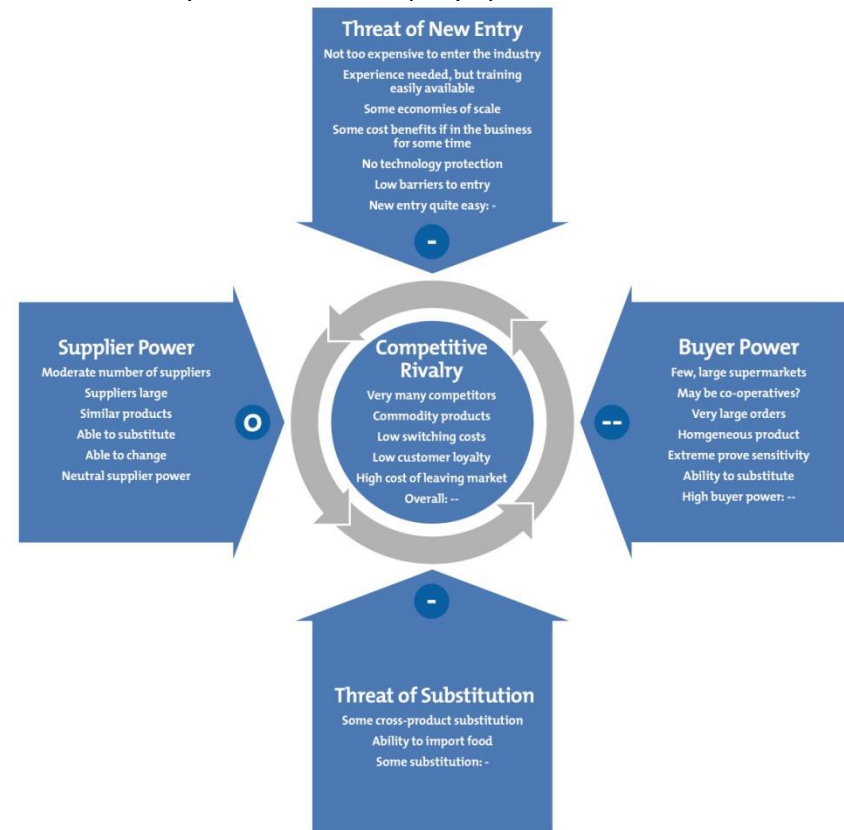 Threat of New Entry
Not too expensive to enter the industry
Experience needed, but training
easily available
Some economies of scale
Some cost benefits if in the business
for some time
No technology protection
Low barriers to entry
New entry quite easy: -
-
Supplier Power
Moderate number of suppliers
Suppliers large
Similar products
Able to substitute
Able to change
Neutral supplier power
O
Competitive
Rivalry
Very many competitors
Commodity products
Low switching costs
Low customer loyalty
High cost of leaving market
Overall: --
--
Buyer Power
Few, large supermarkets
May be co-operatives?
Very large orders
Homgeneous product
Extreme prove sensitivity
Ability to substitute
High buyer power: --
-
Threat of Substitution
Some cross-product substitution
Ability to import food
Some substitution: -